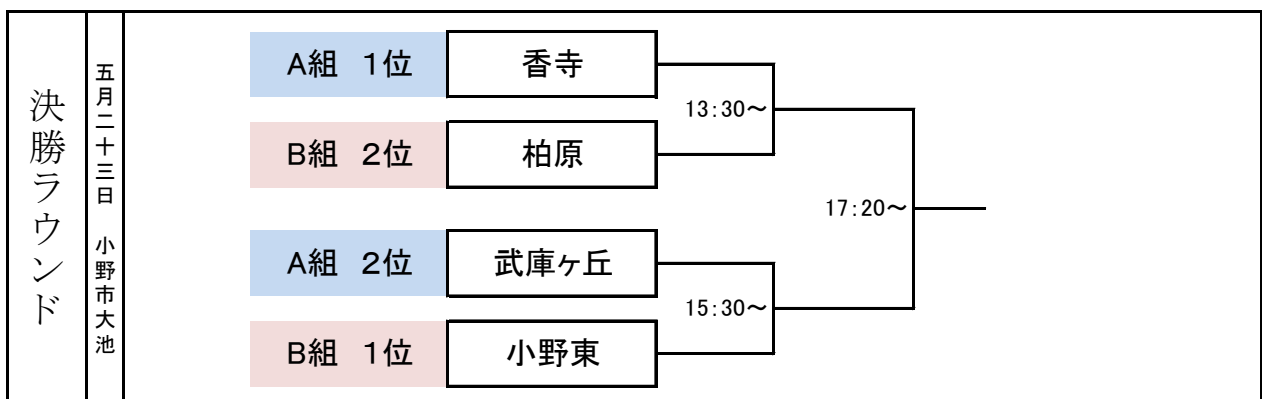 決勝ラウンド
五月二十三日 小野市大池
A組 1位 香寺
13:30～
B組 2位 柏原
17:20～
A組 2位 武庫ヶ丘
15:30～
B組 1位 小野東